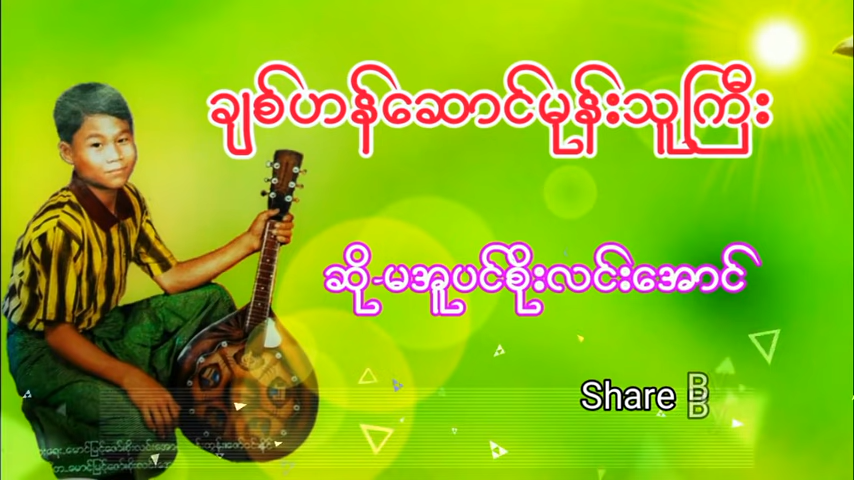 ချစ်ဟန်ဆောင်မုန်းသူကြီး
ဆို-မအူပင်စိုးလင်းအောင်
Share B